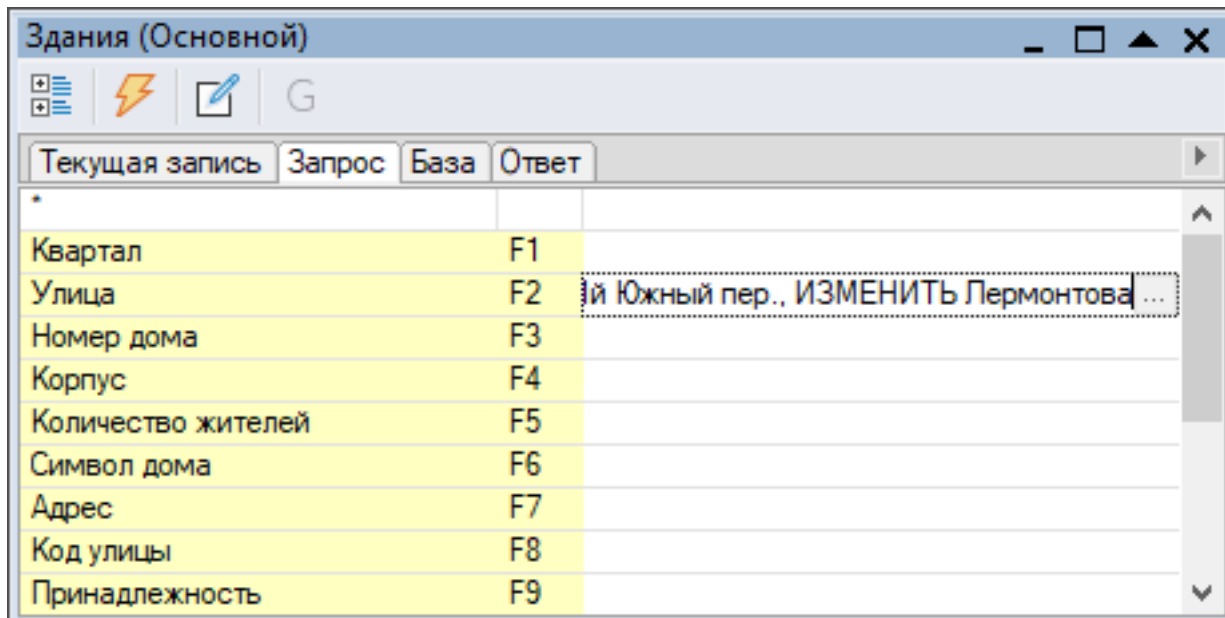 Здания (Основной)
G
Текущая запись Запрос База Ответ
*
Квартал F1
Улица F2 й Южный пер., ИЗМЕНИТЬ Лермонтова ...
Номер дома F3
Корпус F4
Количество жителей F5
Символ дома F6
Адрес F7
Код улицы F8
Принадлежность F9